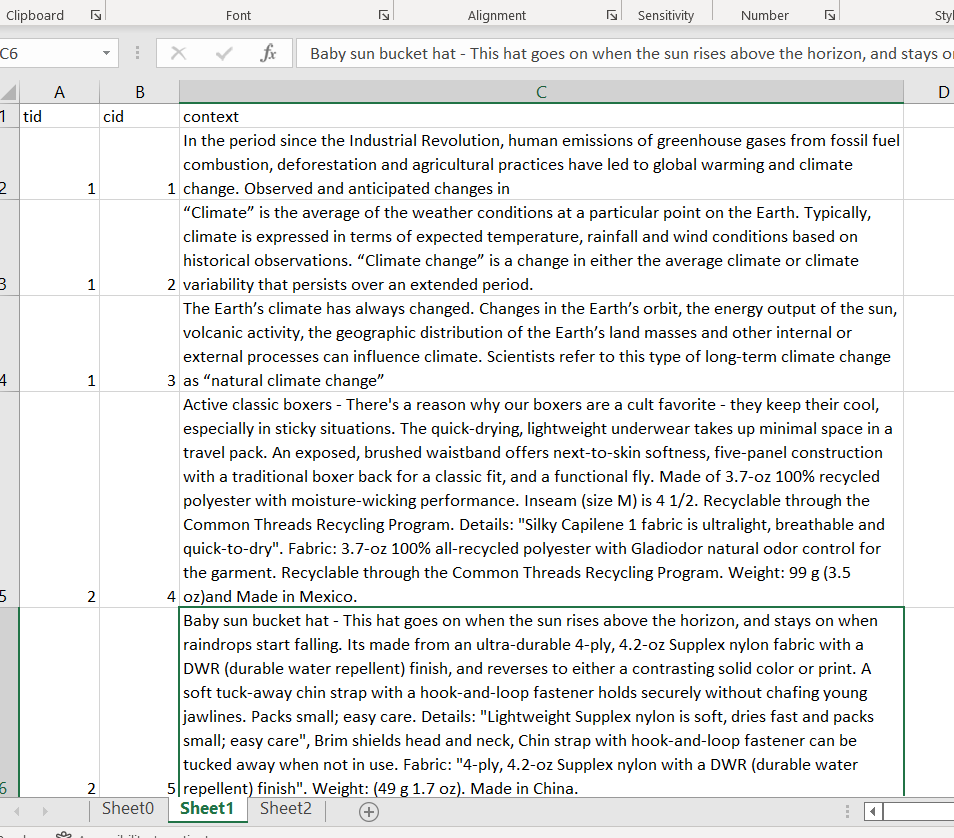 Clipboard Font Alignment Sensitivity Number
C6 fx Baby sun bucket hat - This hat goes on when the sun rises above the horizon, and stays
A B C D
1 tid cid context
In the period since the Industrial Revolution, human emissions of greenhouse gases from fossil fuel
combustion, deforestation and agricultural practices have led to global warming and climate
2 1 1 change. Observed and anticipated changes in
“Climate” is the average of the weather conditions at a particular point on the Earth. Typically,
climate is expressed in terms of expected temperature, rainfall and wind conditions based on
historical observations. “Climate change” is a change in either the average climate or climate
3 1 2 variability that persists over an extended period.
The Earth’s climate has always changed. Changes in the Earth’s orbit, the energy output of the sun,
volcanic activity, the geographic distribution of the Earth’s land masses and other internal or
external processes can influence climate. Scientists refer to this type of long-term climate change
4 1 3 as “natural climate change”
Active classic boxers - There's a reason why our boxers are a cult favorite - they keep their cool,
especially in sticky situations. The quick-drying, lightweight underwear takes up minimal space in a
travel pack. An exposed, brushed waistband offers next-to-skin softness, five-panel construction
with a traditional boxer back for a classic fit, and a functional fly. Made of 3.7-oz 100% recycled
polyester with moisture-wicking performance. Inseam (size M) is 4 1/2. Recyclable through the
Common Threads Recycling Program. Details: "Silky Capilene 1 fabric is ultralight, breathable and
quick-to-dry". Fabric: 3.7-oz 100% all-recycled polyester with Gladiodor natural odor control for
the garment. Recyclable through the Common Threads Recycling Program. Weight: 99 g (3.5
5 2 4 oz)and Made in Mexico.
Baby sun bucket hat - This hat goes on when the sun rises above the horizon, and stays on when
raindrops start falling. Its made from an ultra-durable 4-ply, 4.2-oz Supplex nylon fabric with a
DWR (durable water repellent) finish, and reverses to either a contrasting solid color or print. A
soft tuck-away chin strap with a hook-and-loop fastener holds securely without chafing young
jawlines. Packs small; easy care. Details: "Lightweight Supplex nylon is soft, dries fast and packs
small; easy care", Brim shields head and neck, Chin strap with hook-and-loop fastener can be
tucked away when not in use. Fabric: "4-ply, 4.2-oz Supplex nylon with a DWR (durable water
6 2 5 repellent) finish". Weight: (49 g 1.7 oz). Made in China.
Sheet0 Sheet1 Sheet2